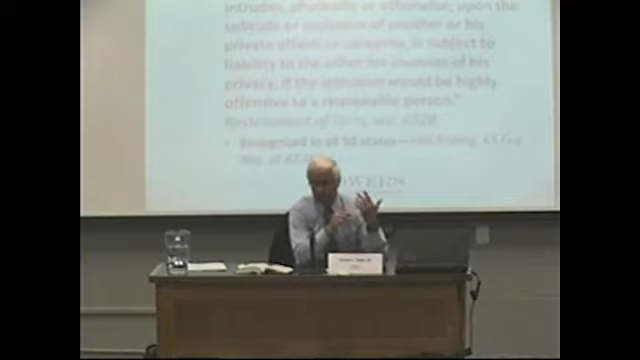 intrudes, physically or otherwise, upon the
solitude or seclusion of another or his
private affairs or concerns, is subject to
liability to the other for invasion of his
privacy, if the intrusion would be highly
offensive to a reasonable person."
Restatement of Torts, sec. 652B
• Recognized in all 50 states—
OWERS